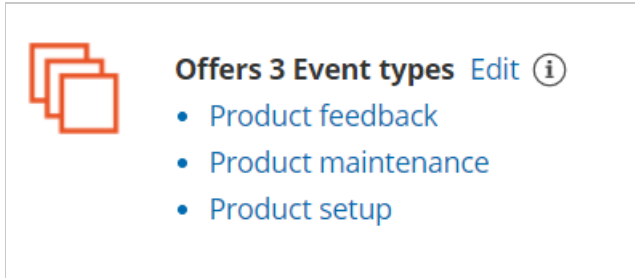 Offers 3 Event types Edit i
Product feedback
Product maintenance
Product setup